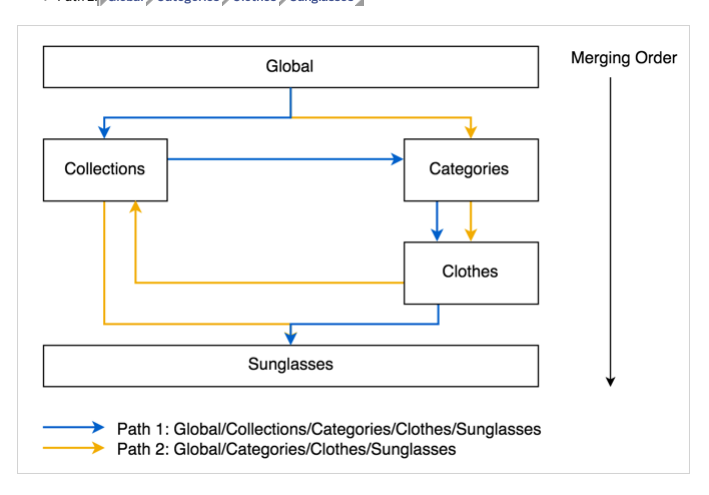 Path 2: Global Categories Clothes Sunglasses
Global
Merging Order
Collections
Categories
Clothes
Sunglasses
Path 1: Global/Collections/Categories/Clothes/Sunglasses
Path 2: Global/Categories/Clothes/Sunglasses